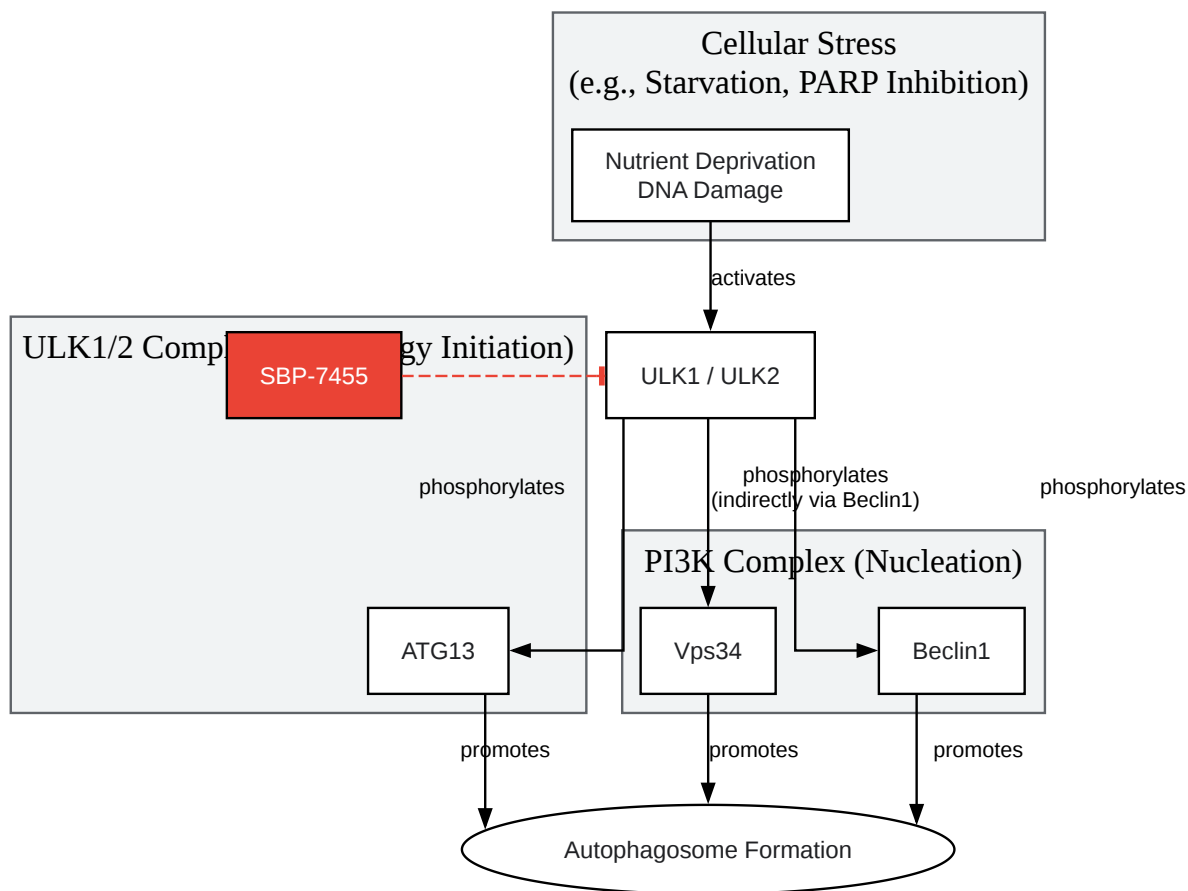 Cellular Stress
(e.g., Starvation, PARP Inhibition)
Nutrient Deprivation
DNA Damage
activates
ULK1/2 Comp gy Initiation)
SBP-7455
ULK1 / ULK2
phosphorylates
phosphorylates
(indirectly via Beclin1)
phosphorylates
PI3K Complex (Nucleation)
ATG13
Vps34
Beclin1
promotes
promotes
promotes
Autophagosome Formation